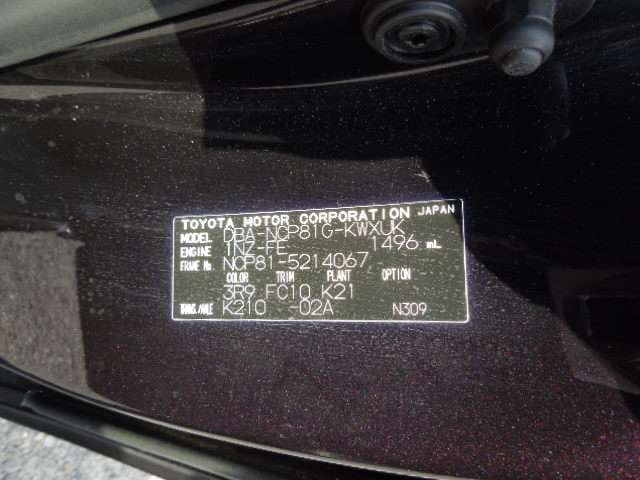 TOYOTA MOTOR CORPORATION JAPAN
MODEL DBA-NCP81G-KWXUK
ENGINE 1NZ-FE 1496 mL
FRAME No. NCP81-5214067
COLOR TRIM PLANT OPTION
3R9 FC10 K21
TRANS./AXLE K210 -02A N309